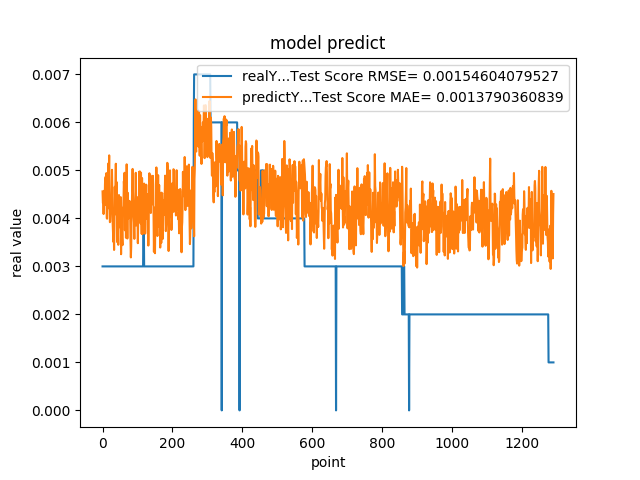 model predict
realY...Test Score RMSE= 0.00154604079527
predictY...Test Score MAE= 0.0013790360839
real value
0.007
0.006
0.005
0.004
0.003
0.002
0.001
0.000
0 200 400 600 800 1000 1200
point